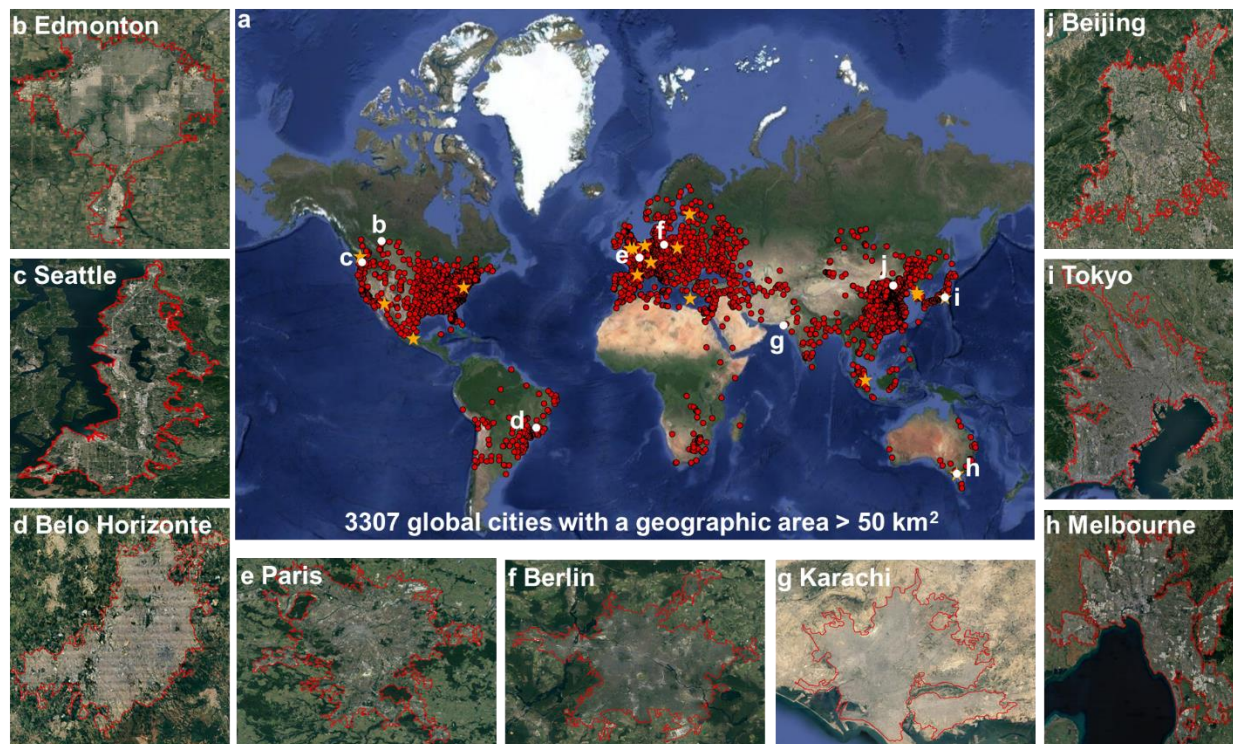 b Edmonton
a
j Beijing
b
c
f
e
j
i
g
d
h
3307 global cities with a geographic area > 50 km²
c Seattle
i Tokyo
d Belo Horizonte
e Paris
f Berlin
g Karachi
h Melbourne